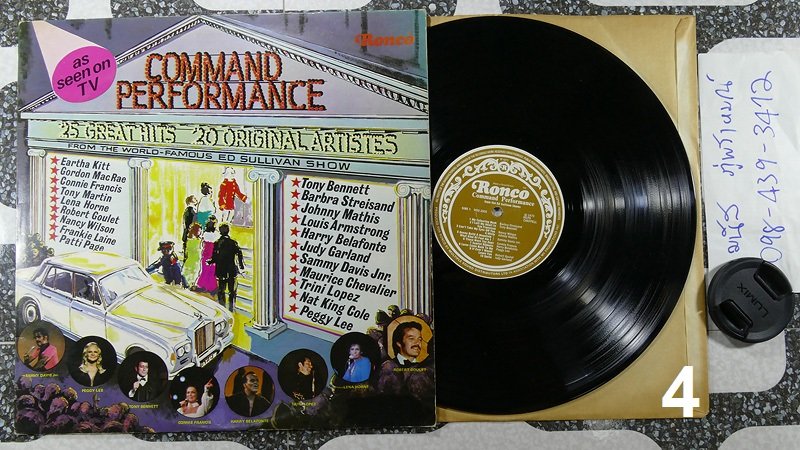 as
seen on
TV
Ronco
COMMAND
PERFORMANCE
25 GREAT HITS 20 ORIGINAL ARTISTES
FROM THE WORLD-FAMOUS ED SULLIVAN SHOW
★ Eartha Kitt
★ Gordon MacRae
★ Connie Francis
★ Tony Martin
★ Lena Horne
★ Robert Goulet
★ Nancy Wilson
★ Frankie Laine
★ Patti Page
★ Tony Bennett
★ Barbra Streisand
★ Johnny Mathis
★ Louis Armstrong
★ Harry Belafonte
★ Judy Garland
★ Sammy Davis Jnr.
★ Maurice Chevalier
★ Trini Lopez
★ Nat King Cole
★ Peggy Lee
SAMMY DAVIS Jnr
PEGGY LEE
TONY BENNETT
CONNIE FRANCIS
HARRY BELAFONTE
LENA HORNE
ROBERT GOULET
Ronco
Command Performance
098-439-3412
LUMIX
4